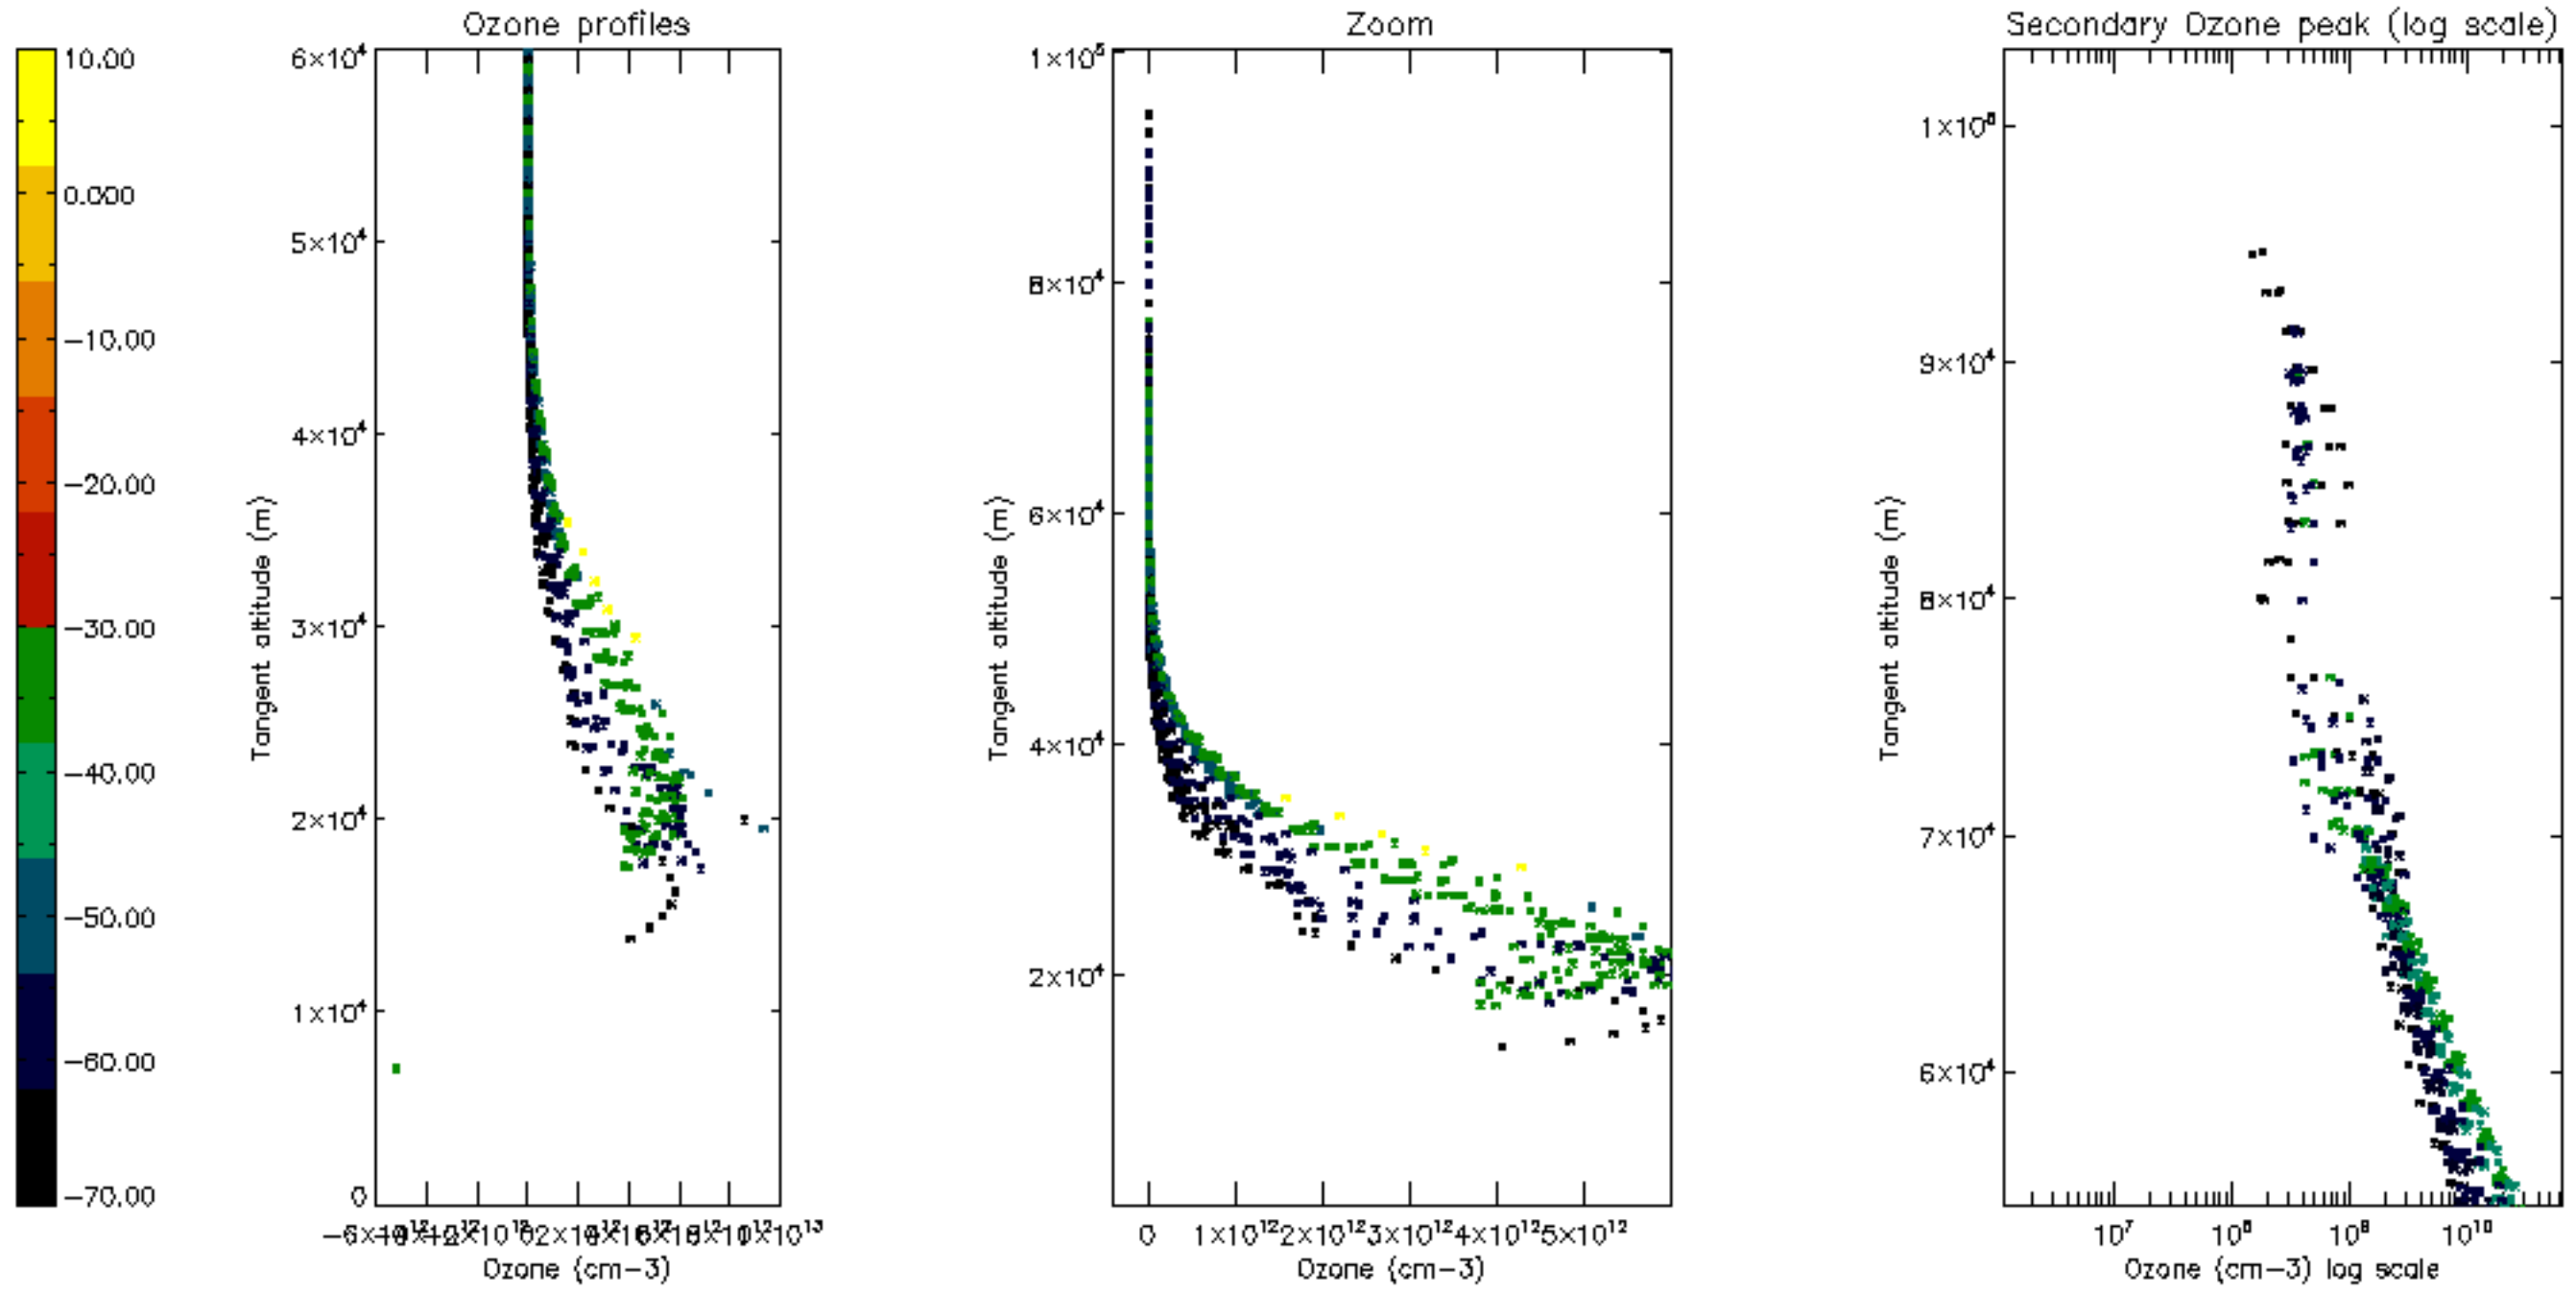 Ozone profiles
Zoom
Secondary Ozone peak (log scale)
10.00
0.00
−10.00
−20.00
−30.00
−40.00
−50.00
−60.00
−70.00
6×10⁴
5×10⁴
4×10⁴
3×10⁴
2×10⁴
1×10⁴
0
Tangent altitude (m)
1×10¹³
Ozone (cm−3)
1×10⁵
8×10⁴
6×10⁴
4×10⁴
2×10⁴
Tangent altitude (m)
0 1×10¹² 2×10¹² 3×10¹² 4×10¹² 5×10¹²
Ozone (cm−3)
1×10⁵
9×10⁴
8×10⁴
7×10⁴
6×10⁴
Tangent altitude (m)
10⁷ 10⁸ 10⁹ 10¹⁰
Ozone (cm−3) log scale